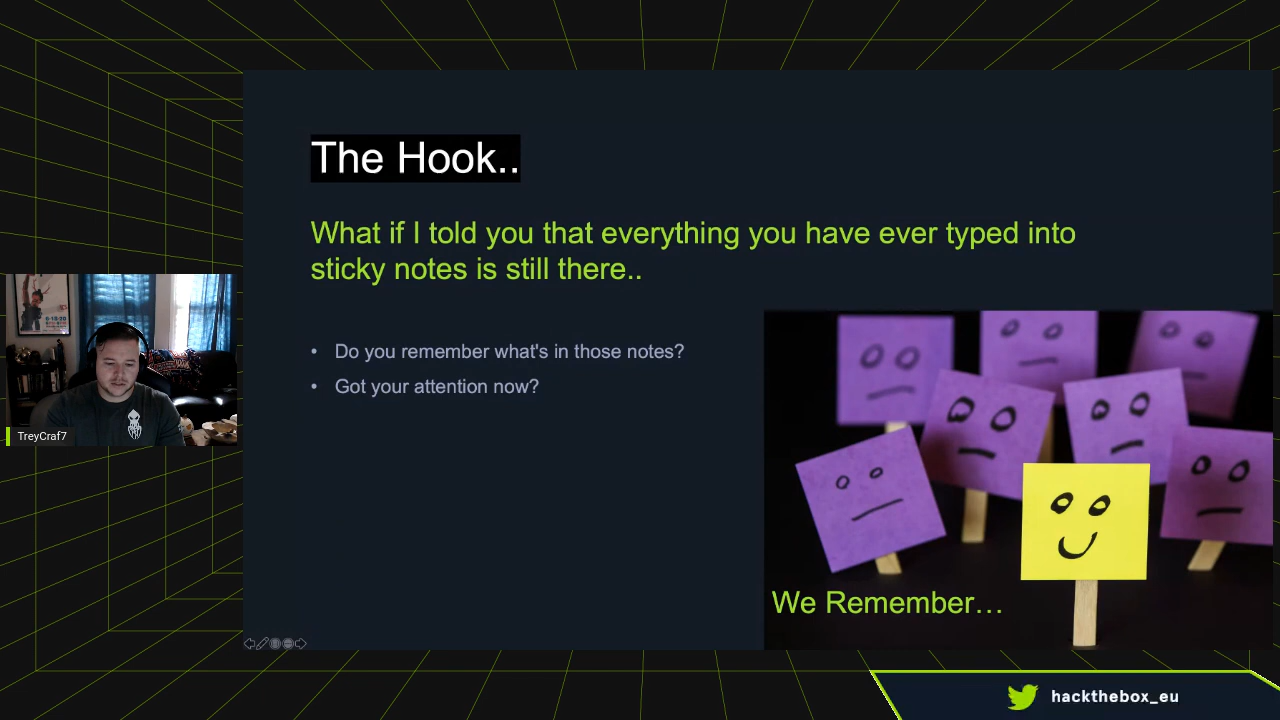 The Hook..
What if I told you that everything you have ever typed into
sticky notes is still there..
• Do you remember what's in those notes?
• Got your attention now?
We Remember…
TreyCraf7
hackthebox_eu